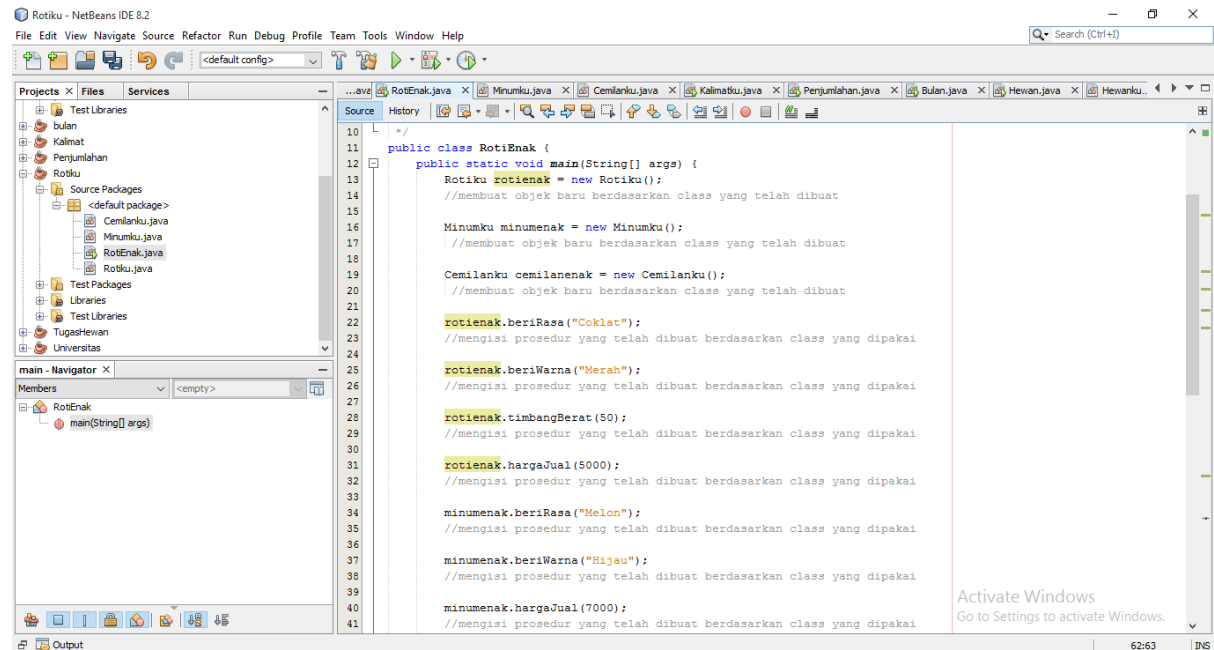 Rotiku - NetBeans IDE 8.2
File Edit View Navigate Source Refactor Run Debug Profile Team Tools Window Help
Search (Ctrl+I)
<default config>
Projects × Files Services
Test Libraries
bulan
Kalimat
Penjumlahan
Rotiku
Source Packages
<default package>
Cemilanku.java
Minumku.java
RotiEnak.java
Rotiku.java
Test Packages
Libraries
Test Libraries
TugasHewan
Universitas
main - Navigator ×
Members <empty>
RotiEnak
main(String[] args)
...ava RotiEnak.java × Minumku.java × Cemilanku.java × Kalimatku.java × Penjumlahan.java × Bulan.java × Hewan.java × Hewanku..
Source History
10 */
11 public class RotiEnak {
12 public static void main(String[] args) {
13 Rotiku rotienak = new Rotiku();
14 //membuat objek baru berdasarkan class yang telah dibuat
15
16 Minumku minumenak = new Minumku();
17 //membuat objek baru berdasarkan class yang telah dibuat
18
19 Cemilanku cemilanenak = new Cemilanku();
20 //membuat objek baru berdasarkan class yang telah dibuat
21
22 rotienak.beriRasa("Coklat");
23 //mengisi prosedur yang telah dibuat berdasarkan class yang dipakai
24
25 rotienak.beriWarna("Merah");
26 //mengisi prosedur yang telah dibuat berdasarkan class yang dipakai
27
28 rotienak.timbangBerat(50);
29 //mengisi prosedur yang telah dibuat berdasarkan class yang dipakai
30
31 rotienak.hargaJual(5000);
32 //mengisi prosedur yang telah dibuat berdasarkan class yang dipakai
33
34 minumenak.beriRasa("Melon");
35 //mengisi prosedur yang telah dibuat berdasarkan class yang dipakai
36
37 minumenak.beriWarna("Hijau");
38 //mengisi prosedur yang telah dibuat berdasarkan class yang dipakai
39
40 minumenak.hargaJual(7000);
41 //mengisi prosedur yang telah dibuat berdasarkan class yang dipakai
Activate Windows
Go to Settings to activate Windows.
Output
62:63 INS